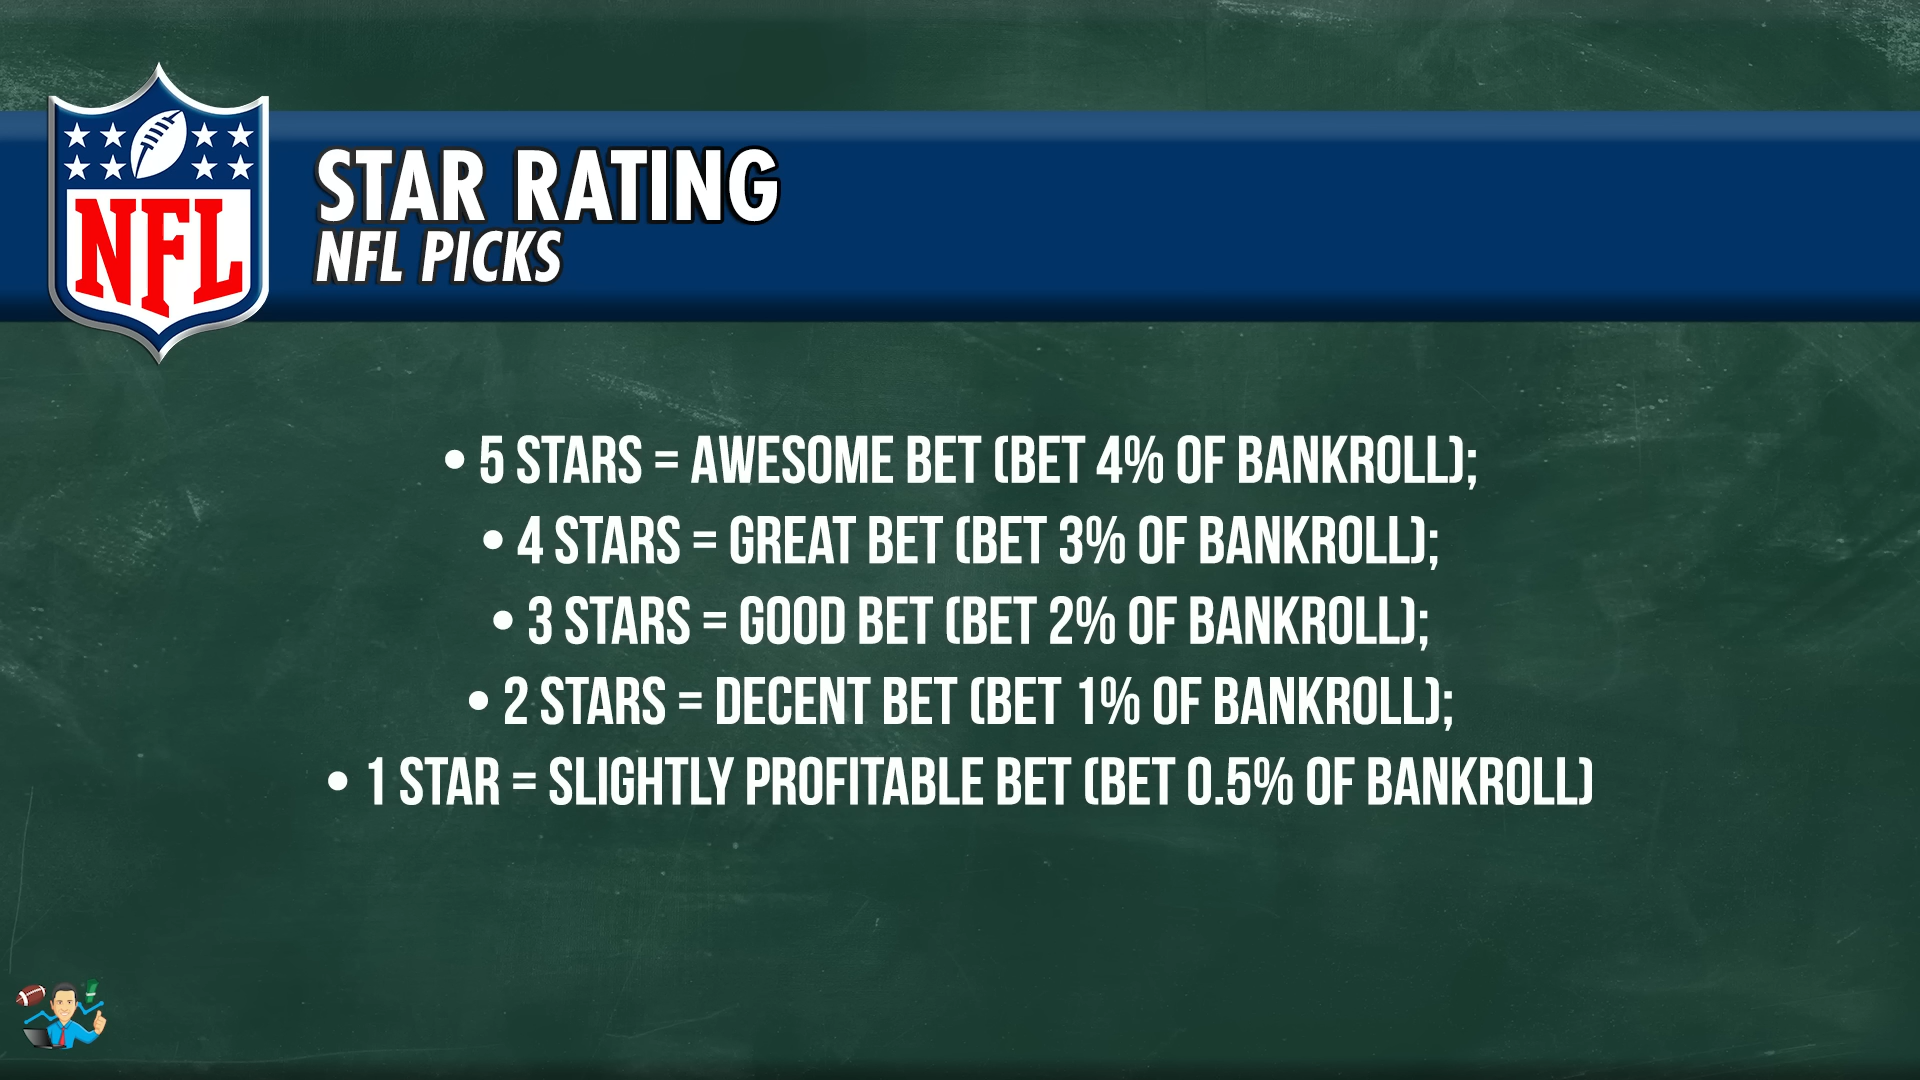 NFL
STAR RATING
NFL PICKS
• 5 STARS = AWESOME BET (BET 4% OF BANKROLL);
• 4 STARS = GREAT BET (BET 3% OF BANKROLL);
• 3 STARS = GOOD BET (BET 2% OF BANKROLL);
• 2 STARS = DECENT BET (BET 1% OF BANKROLL);
• 1 STAR = SLIGHTLY PROFITABLE BET (BET 0.5% OF BANKROLL)